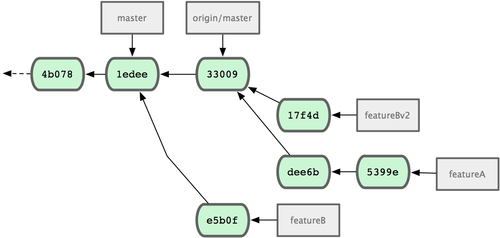 master
origin/master
4b078
1edee
33009
17f4d
featureBv2
dee6b
5399e
featureA
e5b0f
featureB